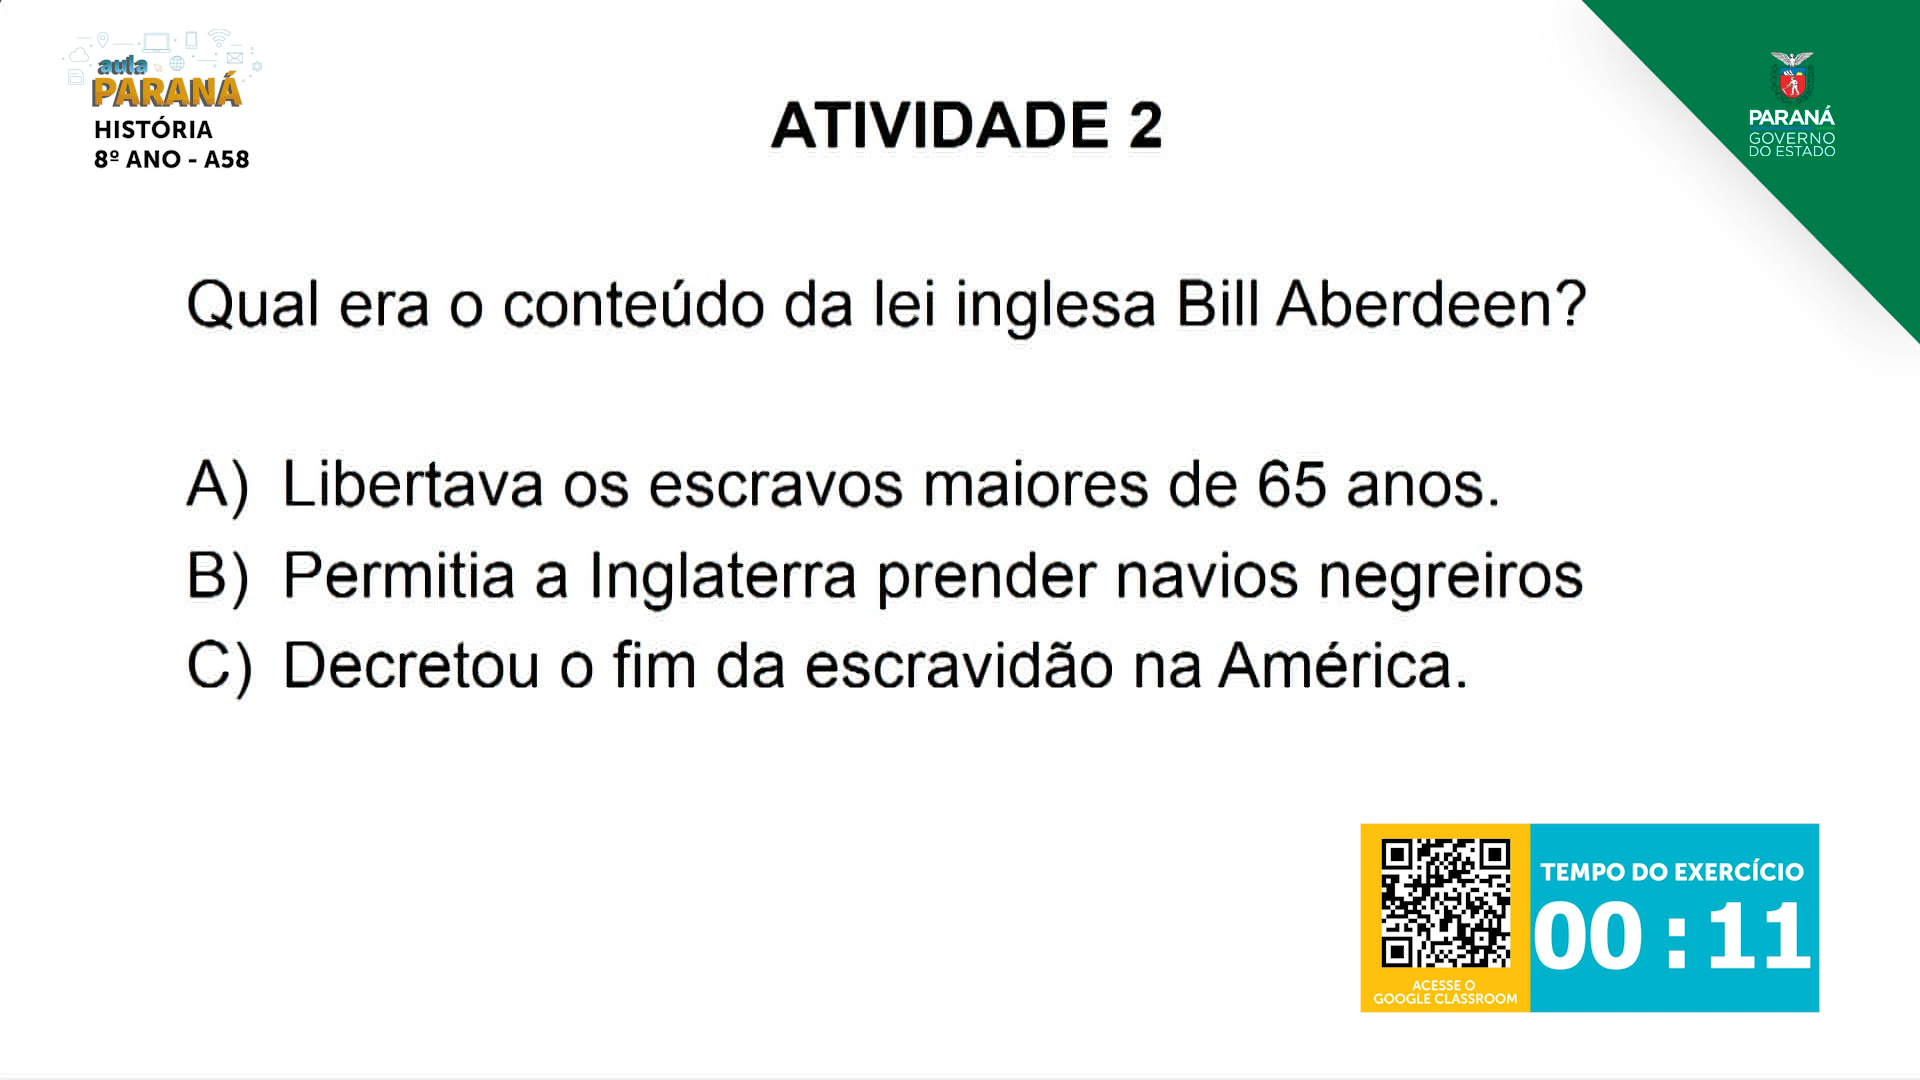 aula
PARANÁ
HISTÓRIA
8º ANO - A58
ATIVIDADE 2
PARANÁ
GOVERNO
DO ESTADO
Qual era o conteúdo da lei inglesa Bill Aberdeen?
A) Libertava os escravos maiores de 65 anos.
B) Permitia a Inglaterra prender navios negreiros
C) Decretou o fim da escravidão na América.
TEMPO DO EXERCÍCIO
00 : 11
ACESSE O
GOOGLE CLASSROOM